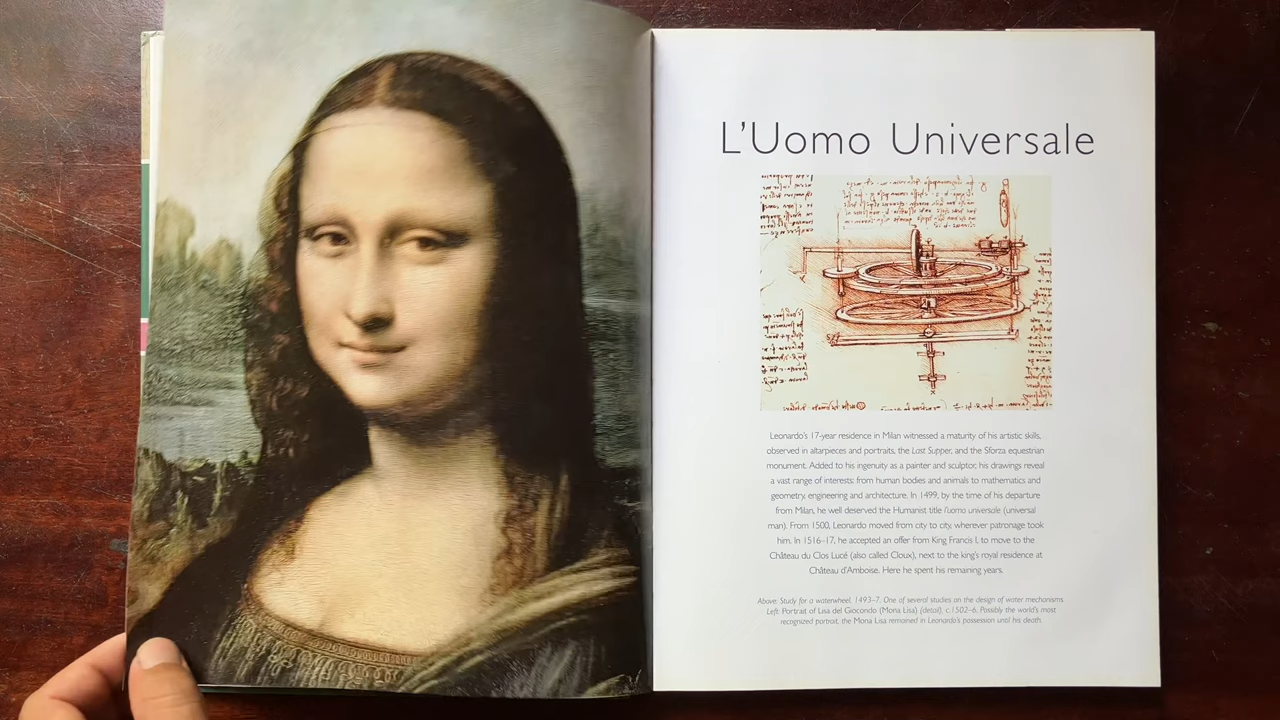 L'Uomo Universale
Leonardo's 17-year residence in Milan witnessed a maturity of his artistic skills,
observed in altarpieces and portraits, the Last Supper, and the Sforza equestrian
monument. Added to his ingenuity as a painter and sculptor, his drawings reveal
a vast range of interests: from human bodies and animals to mathematics and
geometry, engineering and architecture. In 1499, by the time of his departure
from Milan, he well deserved the Humanist title l'uomo universale (universal
man). From 1500, Leonardo moved from city to city, wherever patronage took
him. In 1516–17, he accepted an offer from King Francis I, to move to the
Château du Clos Lucé (also called Cloux), next to the king's royal residence at
Château d'Amboise. Here he spent his remaining years.
Above: Study for a waterwheel, 1493–7. One of several studies on the design of water mechanisms.
Left: Portrait of Lisa del Giocondo (Mona Lisa) (detail), c.1502–6. Possibly the world's most
recognized portrait, the Mona Lisa remained in Leonardo's possession until his death.